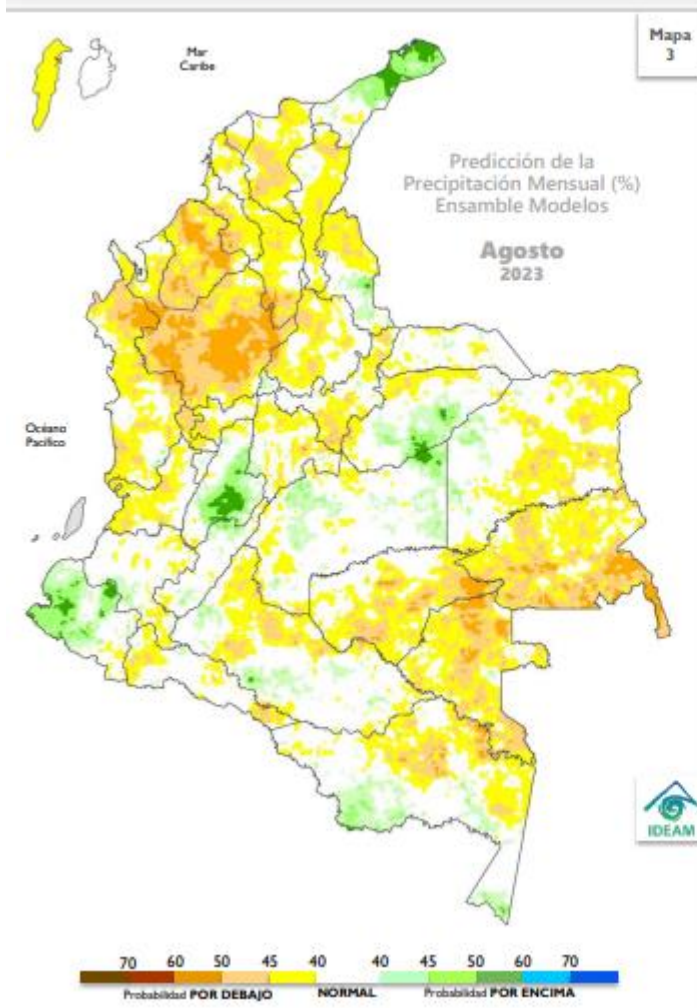 Mapa
3
Mar
Caribe
Predicción de la
Precipitación Mensual (%)
Ensamble Modelos
Agosto
2023
Océano
Pacífico
IDEAM
70 60 50 45 40 40 45 50 60 70
Probabilidad POR DEBAJO NORMAL Probabilidad POR ENCIMA